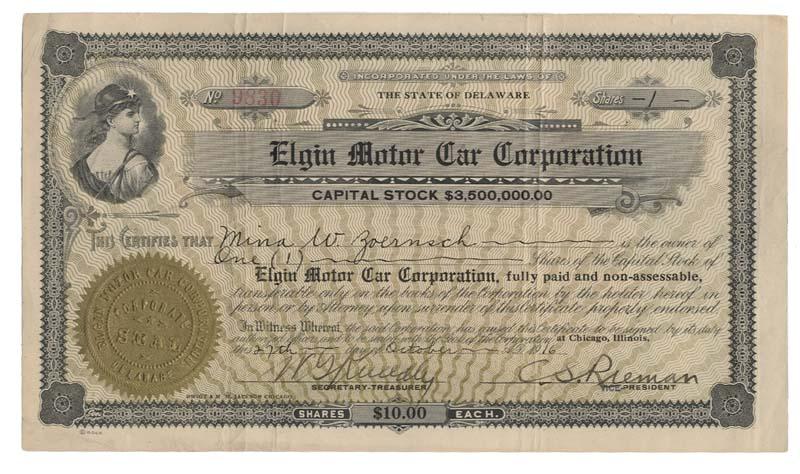 INCORPORATED UNDER THE LAWS OF
No 9830 THE STATE OF DELAWARE Shares -1-
Elgin Motor Car Corporation
CAPITAL STOCK $3,500,000.00
THIS CERTIFIES THAT Mina W. Zoernsch is the owner of
One (1) Shares of the Capital Stock of
Elgin Motor Car Corporation, fully paid and non-assessable,
transferable only on the books of the Corporation by the holder hereof in
person or by Attorney upon surrender of this Certificate properly endorsed.
In Witness Whereof, the said Corporation has caused this Certificate to be signed by its duly
authorized officers and to be sealed with the Seal of the Corporation at Chicago, Illinois,
this 27th day of October 1916
C. S. Rieman
SECRETARY-TREASURER VICE-PRESIDENT
ELGIN MOTOR CAR CORPORATION
CORPORATE
SEAL
DELAWARE
SHARES $10.00 EACH.